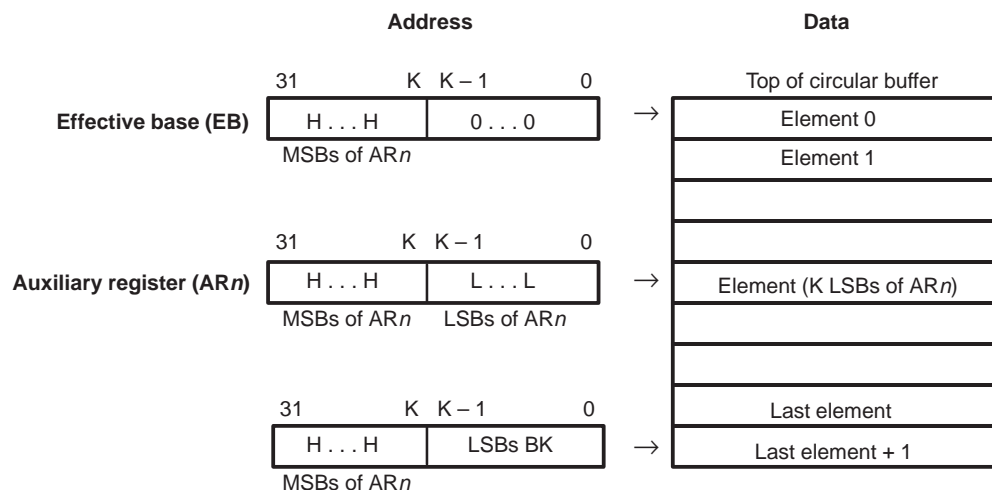 Address Data
31 K K – 1 0 Top of circular buffer
Effective base (EB) H . . . H 0 . . . 0 → Element 0
MSBs of ARn Element 1
31 K K – 1 0
Auxiliary register (ARn) H . . . H L . . . L → Element (K LSBs of ARn)
MSBs of ARn LSBs of ARn
31 K K – 1 0 Last element
H . . . H LSBs BK → Last element + 1
MSBs of ARn